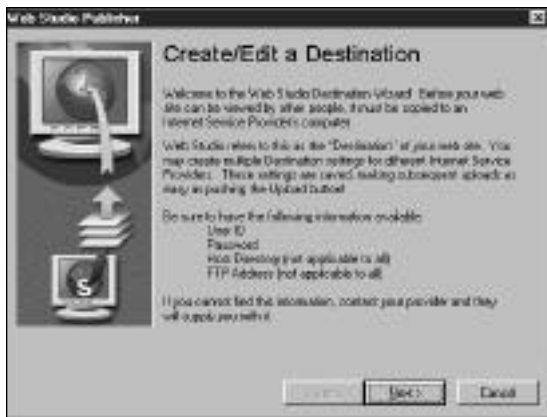 Web Studio Publisher
Create/Edit a Destination
Welcome to the Web Studio Destination Wizard! Before your web
site can be viewed by other people, it must be copied to an
Internet Service Provider's computer.
Web Studio refers to this as the "Destination" of your web site. You
may create multiple Destination settings for different Internet Service
Providers. These settings are saved, making subsequent uploads as
easy as pushing the Upload button!
Be sure to have the following information available:
User ID
Password
Host Directory (not applicable to all)
FTP Address (not applicable to all)
If you cannot find this information, contact your provider and they
will supply you with it.
S
Next >
Cancel